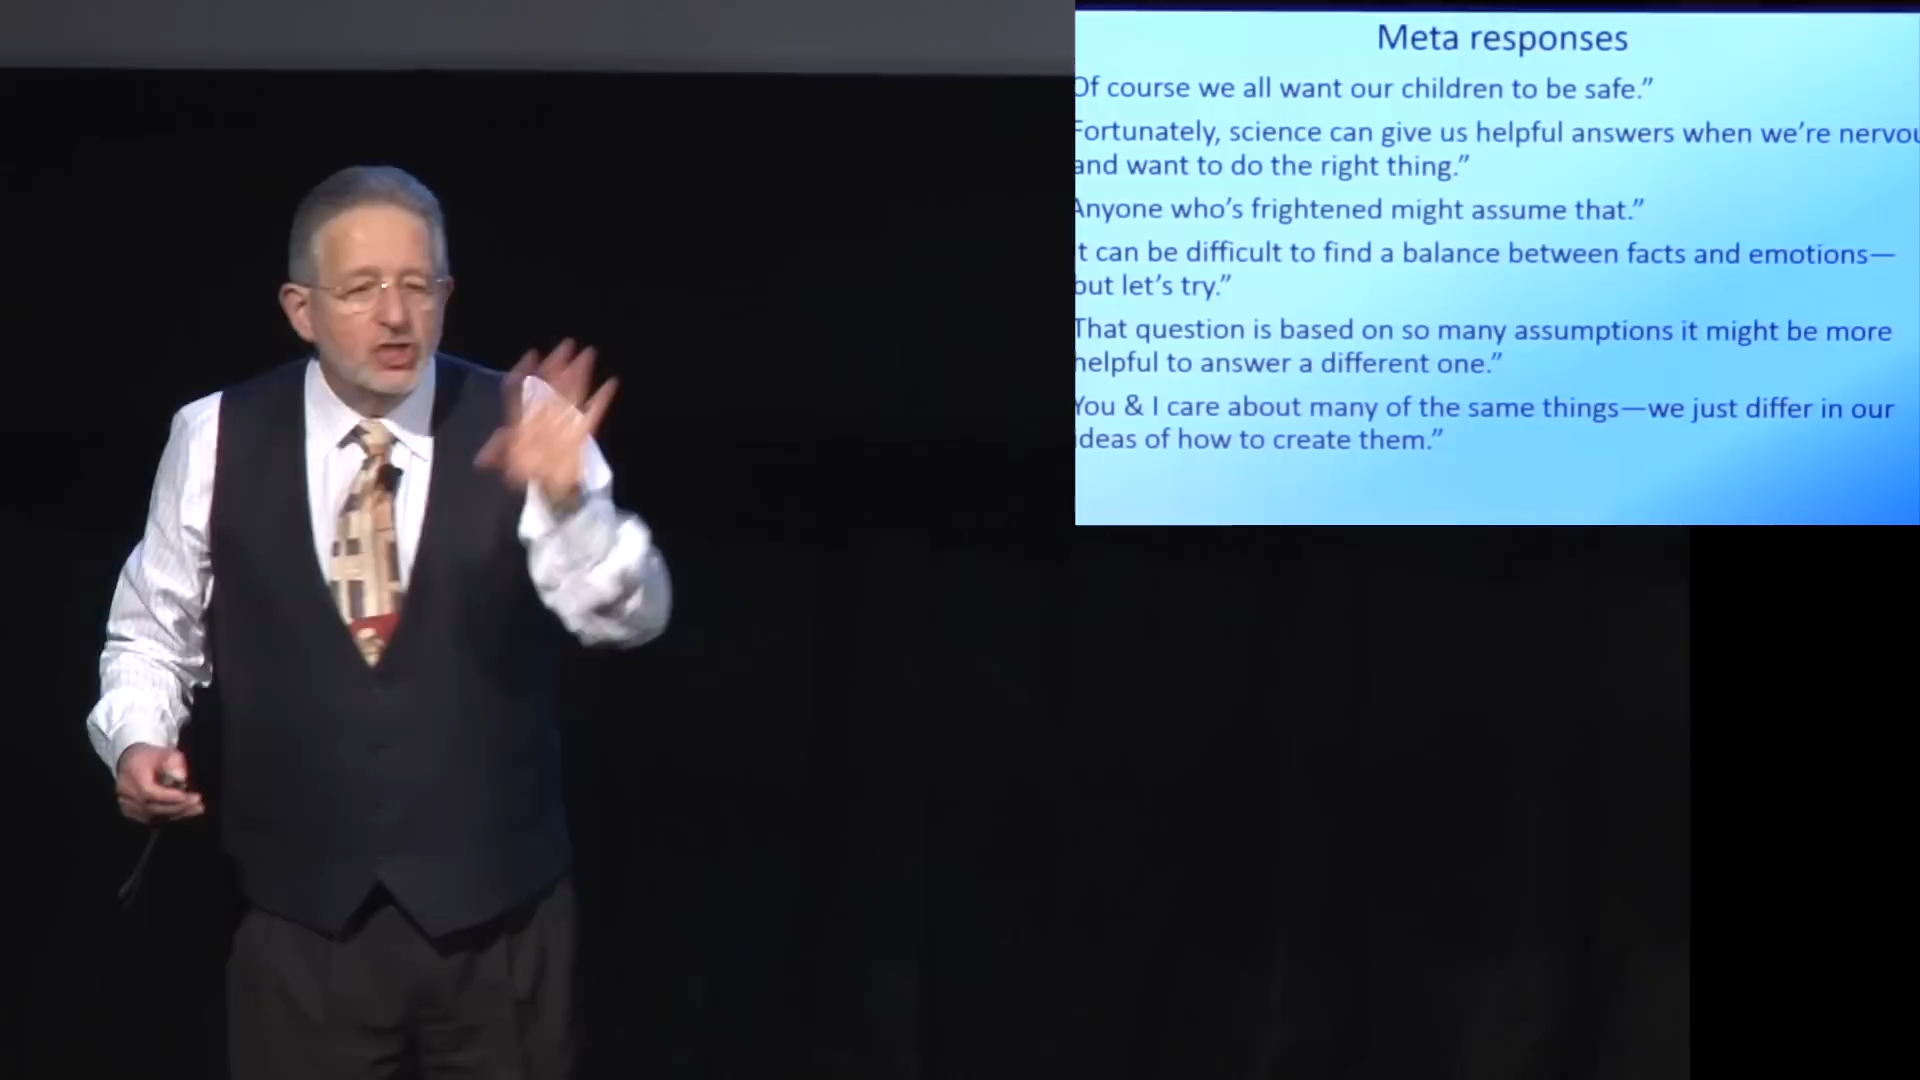 Meta responses
Of course we all want our children to be safe.”
Fortunately, science can give us helpful answers when we’re nervou
and want to do the right thing.”
Anyone who’s frightened might assume that.”
t can be difficult to find a balance between facts and emotions—
but let’s try.”
That question is based on so many assumptions it might be more
helpful to answer a different one.”
You & I care about many of the same things—we just differ in our
deas of how to create them.”